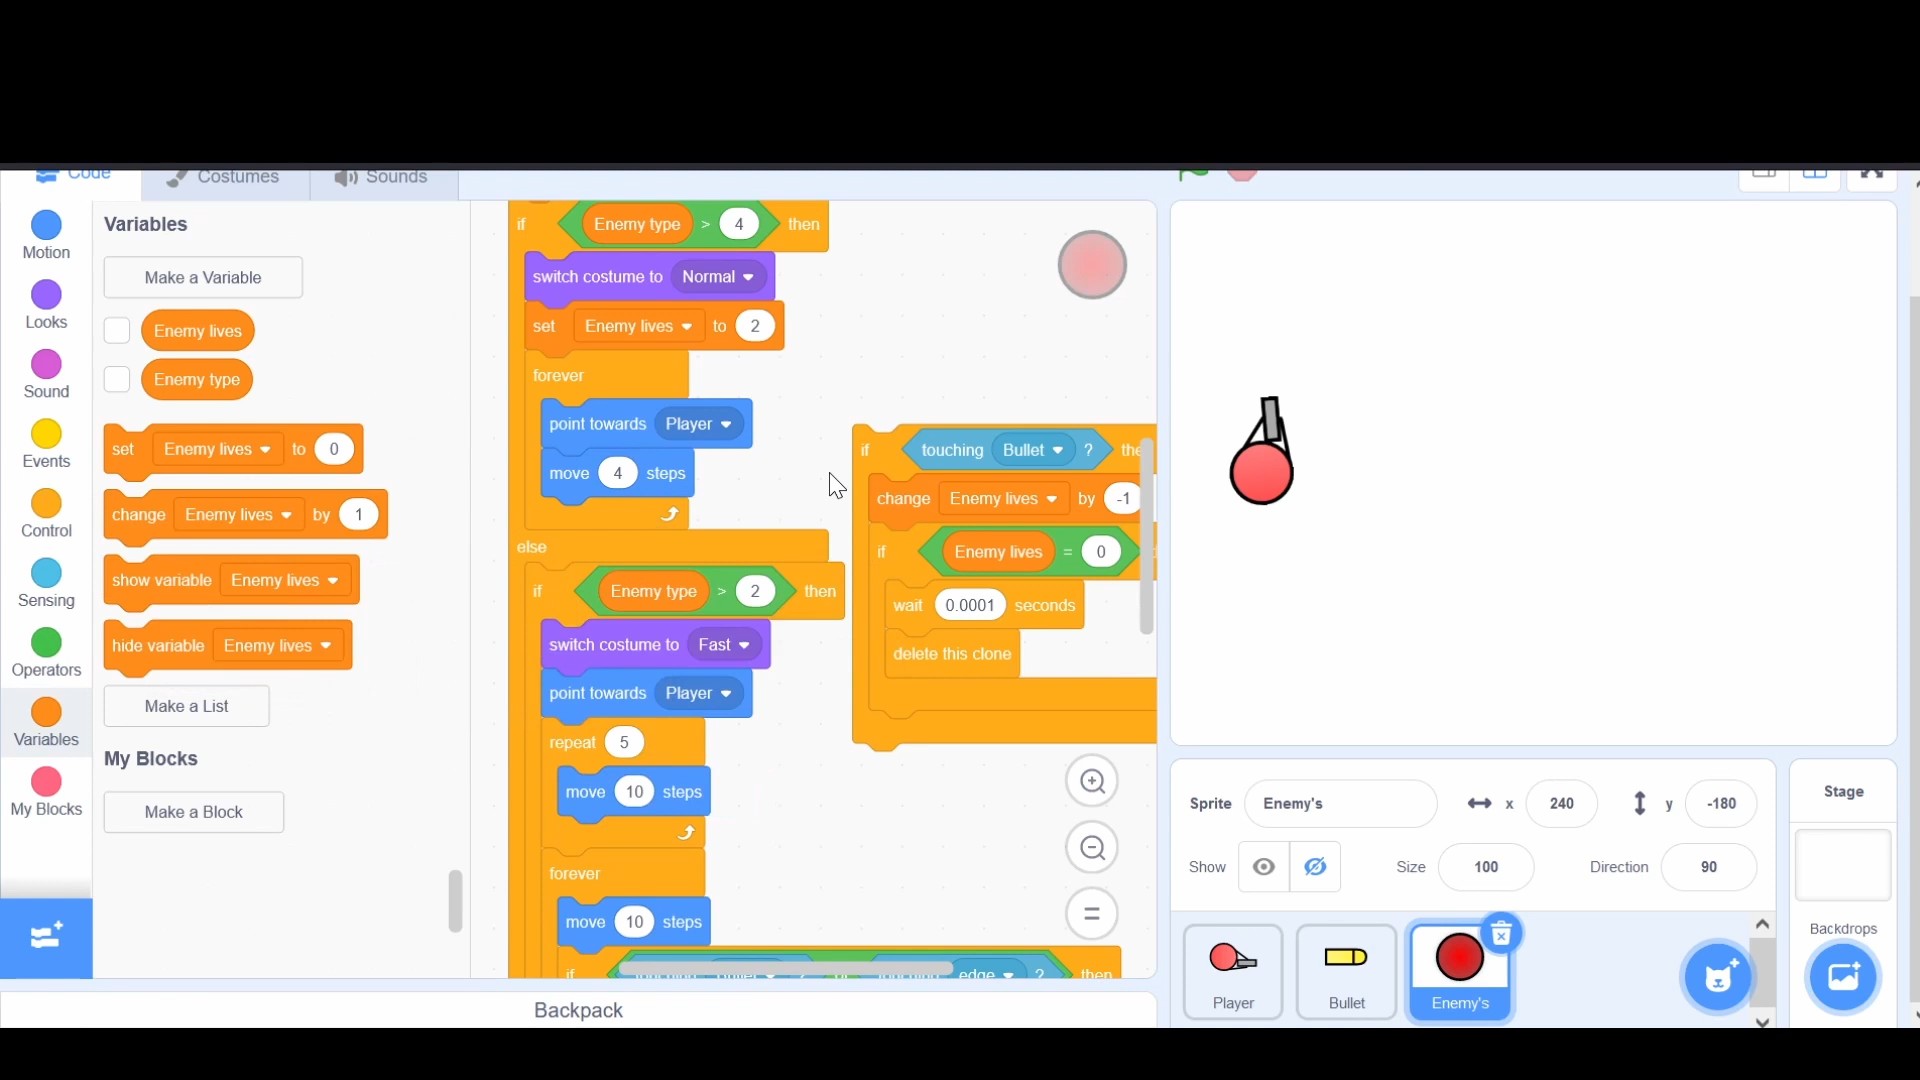 Code
Costumes
Sounds
Motion
Looks
Sound
Events
Control
Sensing
Operators
Variables
My Blocks
Variables
Make a Variable
Enemy lives
Enemy type
set Enemy lives to 0
change Enemy lives by 1
show variable Enemy lives
hide variable Enemy lives
Make a List
My Blocks
Make a Block
if Enemy type > 4 then
switch costume to Normal
set Enemy lives to 2
forever
point towards Player
move 4 steps
else
if Enemy type > 2 then
switch costume to Fast
point towards Player
repeat 5
move 10 steps
forever
move 10 steps
if touching Bullet ? or touching edge ? then
if touching Bullet ? the
change Enemy lives by -1
if Enemy lives = 0
wait 0.0001 seconds
delete this clone
Backpack
Sprite Enemy's x 240 y -180
Show Size 100 Direction 90
Player
Bullet
Enemy's
Stage
Backdrops